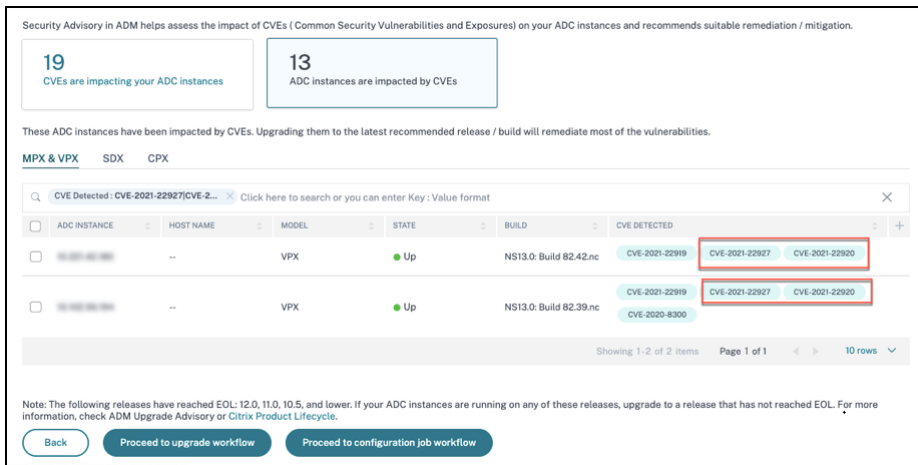 Security Advisory in ADM helps assess the impact of CVEs ( Common Security Vulnerabilities and Exposures) on your ADC instances and recommends suitable remediation / mitigation.
19
CVEs are impacting your ADC instances
13
ADC instances are impacted by CVEs
These ADC instances have been impacted by CVEs. Upgrading them to the latest recommended release / build will remediate most of the vulnerabilities.
MPX & VPX SDX CPX
CVE Detected : CVE-2021-22927|CVE-2... × Click here to search or you can enter Key : Value format
ADC INSTANCE HOST NAME MODEL STATE BUILD CVE DETECTED
-- VPX Up NS13.0: Build 82.42.nc CVE-2021-22919 CVE-2021-22927 CVE-2021-22920
-- VPX Up NS13.0: Build 82.39.nc CVE-2021-22919 CVE-2021-22927 CVE-2021-22920
CVE-2020-8300
Showing 1-2 of 2 items Page 1 of 1 10 rows
Note: The following releases have reached EOL: 12.0, 11.0, 10.5, and lower. If your ADC instances are running on any of these releases, upgrade to a release that has not reached EOL. For more
information, check ADM Upgrade Advisory or Citrix Product Lifecycle.
Back Proceed to upgrade workflow Proceed to configuration job workflow